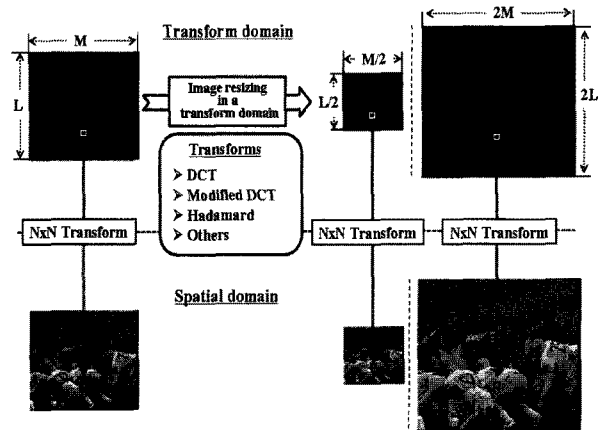 Transform domain
M
L
Image resizing
in a
transform domain
M/2
L/2
2M
2L
Transforms
➢ DCT
➢ Modified DCT
➢ Hadamard
➢ Others
NxN Transform
NxN Transform
NxN Transform
Spatial domain